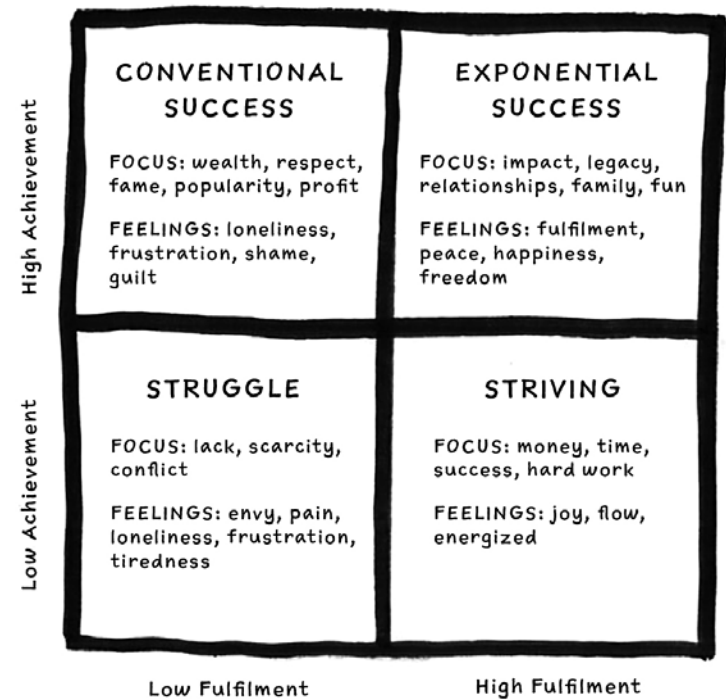 High Achievement
CONVENTIONAL
SUCCESS
FOCUS: wealth, respect,
fame, popularity, profit
FEELINGS: loneliness,
frustration, shame,
guilt
EXPONENTIAL
SUCCESS
FOCUS: impact, legacy,
relationships, family, fun
FEELINGS: fulfilment,
peace, happiness,
freedom
Low Achievement
STRUGGLE
FOCUS: lack, scarcity,
conflict
FEELINGS: envy, pain,
loneliness, frustration,
tiredness
STRIVING
FOCUS: money, time,
success, hard work
FEELINGS: joy, flow,
energized
Low Fulfilment
High Fulfilment